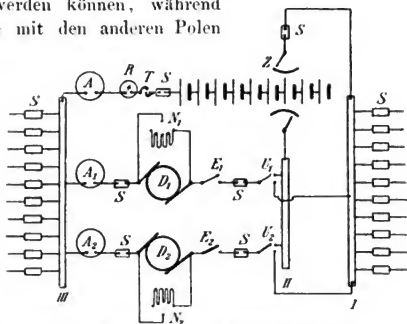 werden können, während
mit den anderen Polen
S
Z
A R T S
S S
N₁
A₁ S D₁ E₁ S U₁
A₂ S D₂ E₂ S U₂
II
III I
N₂